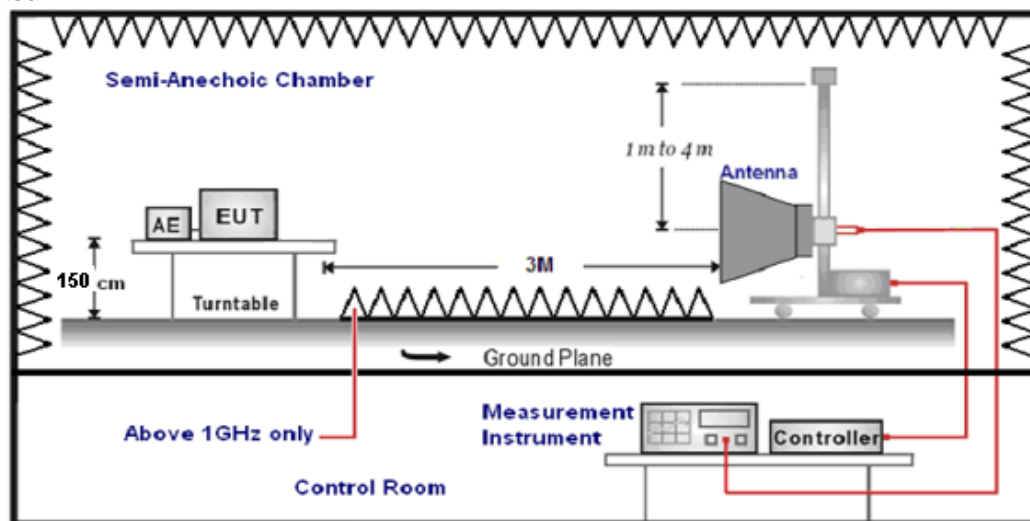 Semi-Anechoic Chamber
1 m to 4 m
Antenna
AE
EUT
3M
150 cm
Turntable
Ground Plane
Above 1GHz only
Measurement
Instrument
Controller
Control Room